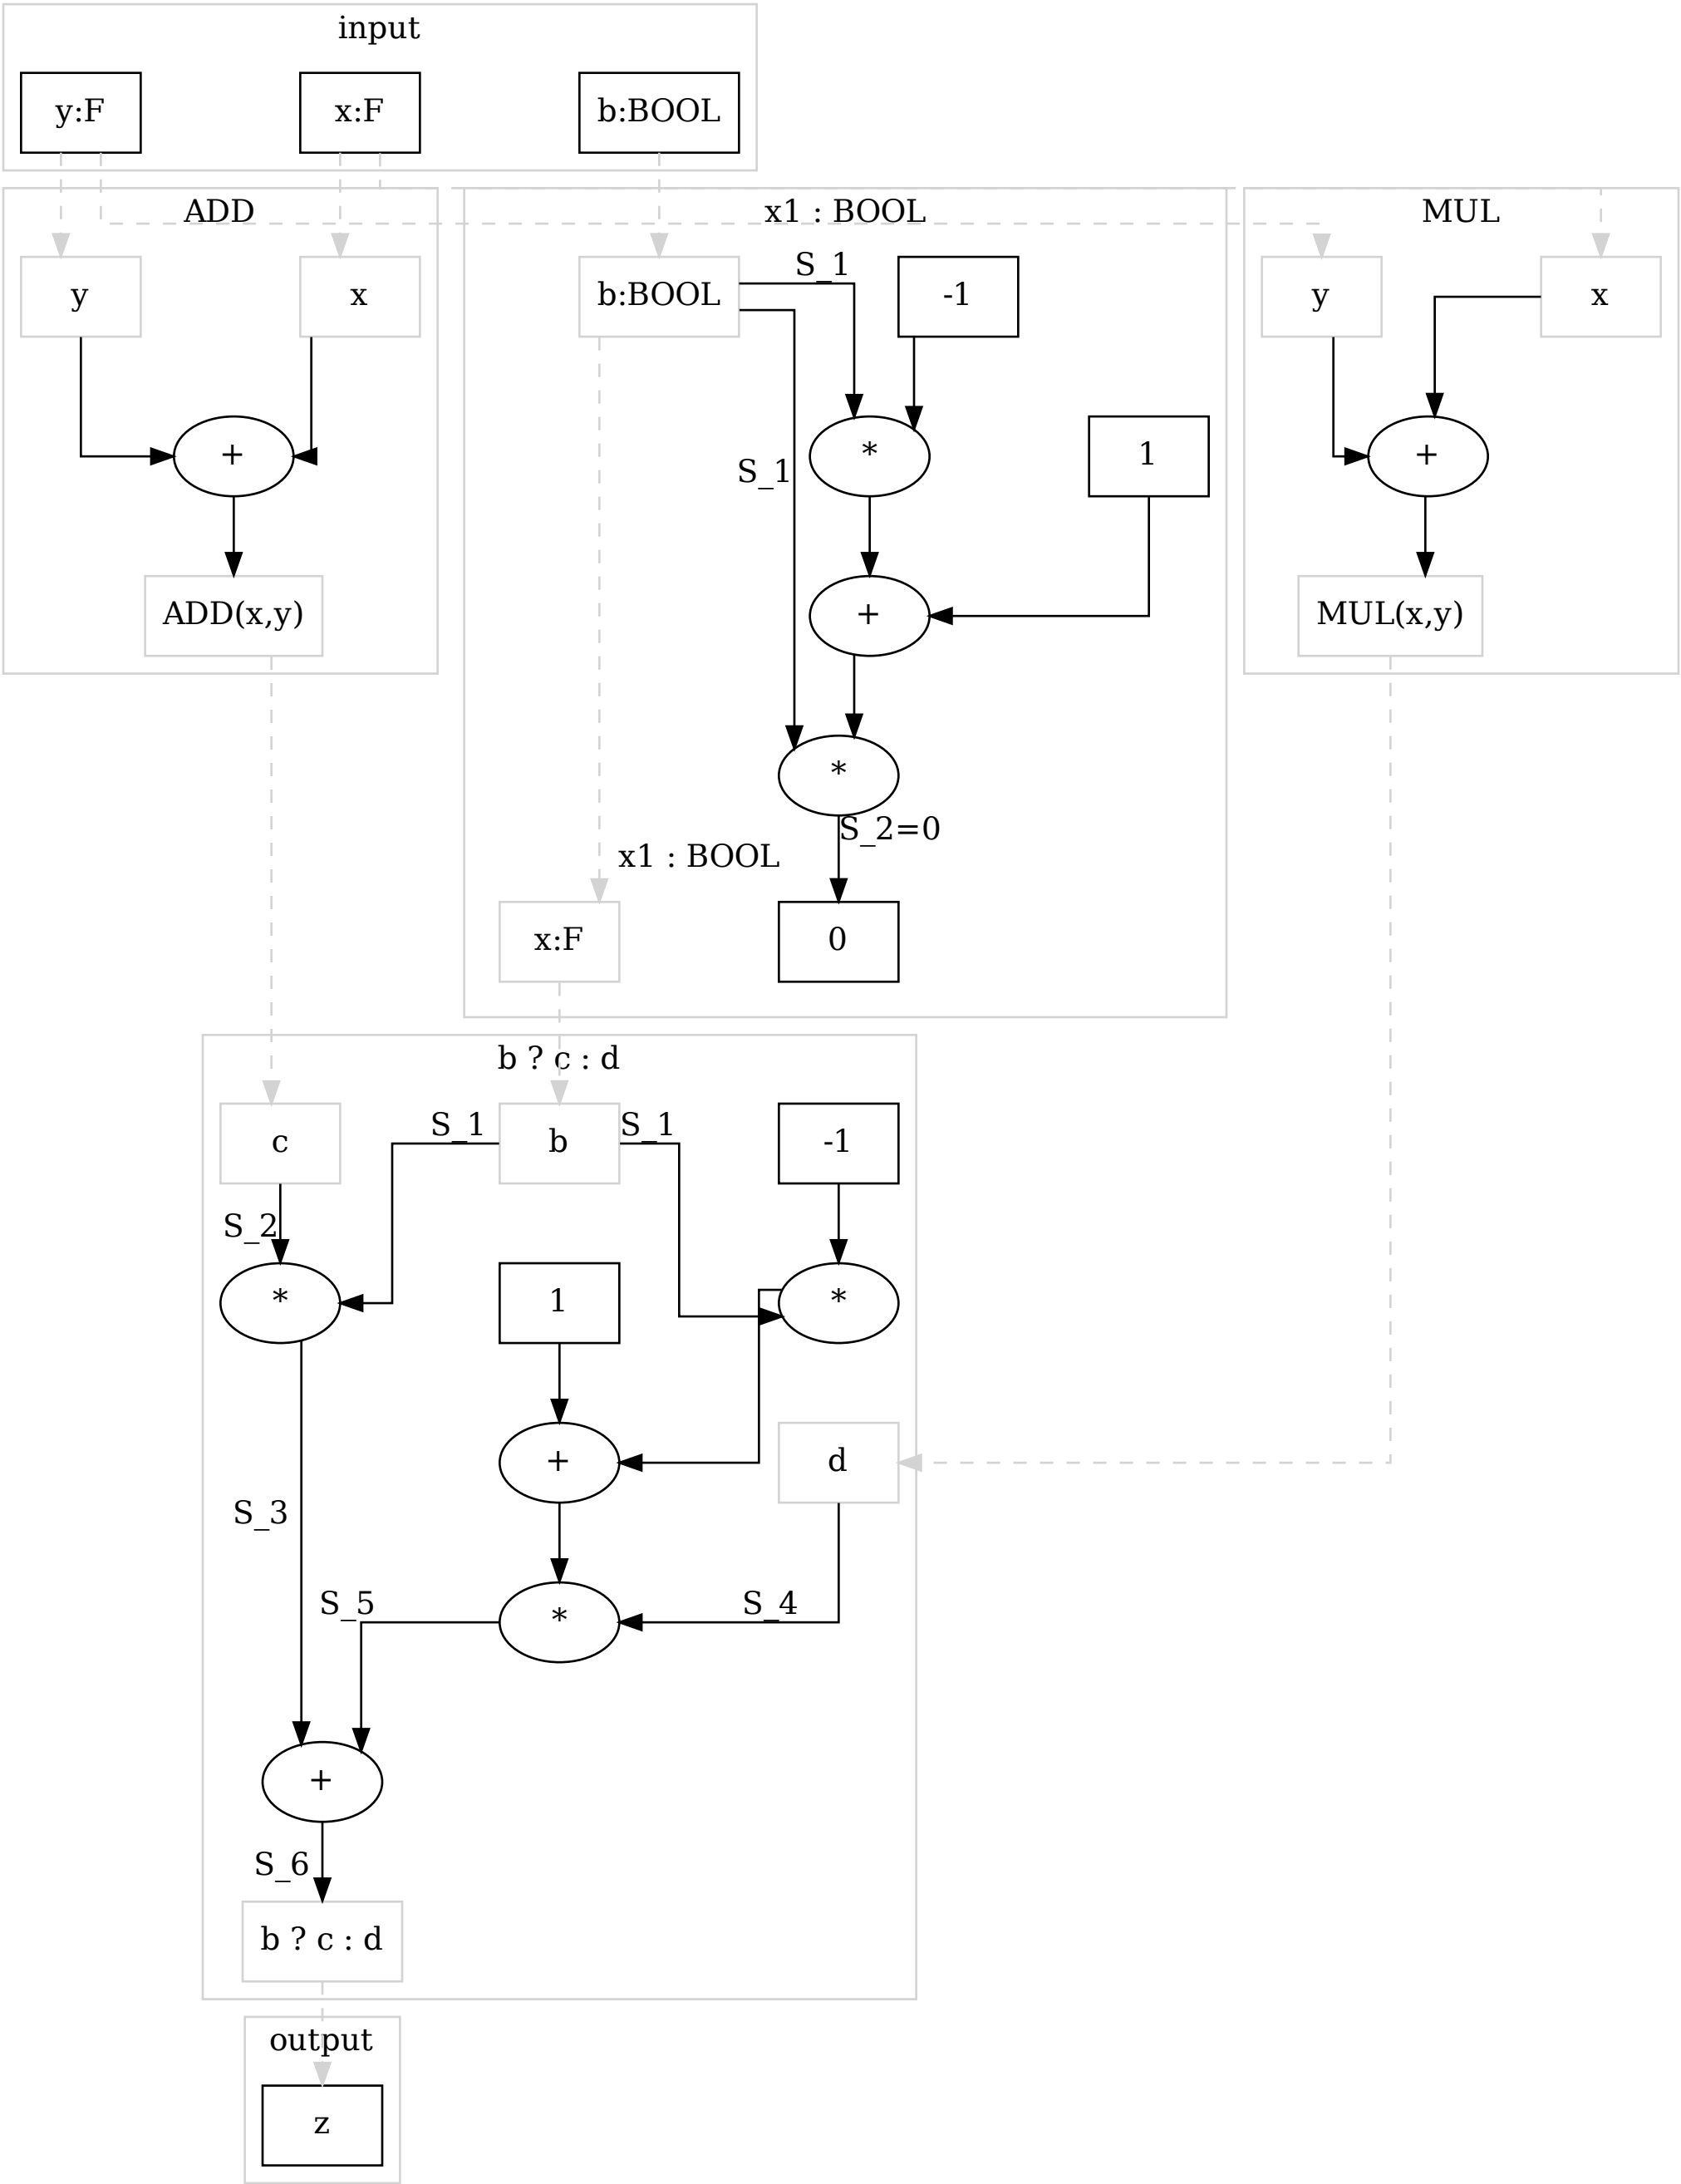 input
y:F
x:F
b:BOOL
ADD
x1 : BOOL
MUL
y
x
b:BOOL
S_1
-1
y
x
+
S_1
*
1
+
ADD(x,y)
+
MUL(x,y)
*
S_2=0
x1 : BOOL
x:F
0
b ? c : d
c
S_1
b
S_1
-1
S_2
*
1
*
+
d
S_3
S_5
*
S_4
+
S_6
b ? c : d
output
z